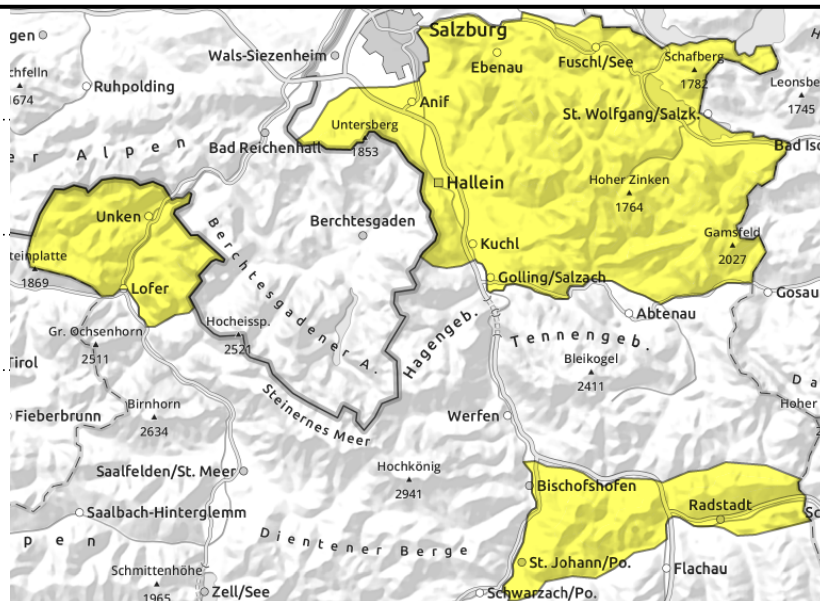 Salzburg
gen
Wals-Siezenheim
Ebenau
Fuschl/See
Schafberg
1782
chfelln
1674
Ruhpolding
Leonsbe
1745
Anif
St. Wolfgang/Salzk.
Untersberg
1853
Bad Reichenhall
Bad Isc
er Alpen
Hallein
Hoher Zinken
1764
Unken
Berchtesgaden
Berchtesgadener A.
Gamsfeld
2027
Kuchl
teinplatte
1869
Golling/Salzach
Lofer
Gosau
Abtenau
Hocheissp.
2521
Hagengeb.
Tennengeb.
Gr. Ochsenhorn
2511
Bleikogel
2411
Tirol
Da
Steinernes Meer
Hoher
Fieberbrunn
Birnhorn
2634
Werfen
Saalfelden/St. Meer
Hochkönig
2941
Bischofshofen
Radstadt
Saalbach-Hinterglemm
pen
Dientener Berge
St. Johann/Po.
Flachau
Schmittenhöhe
1965
Zell/See
Schwarzach/Po.